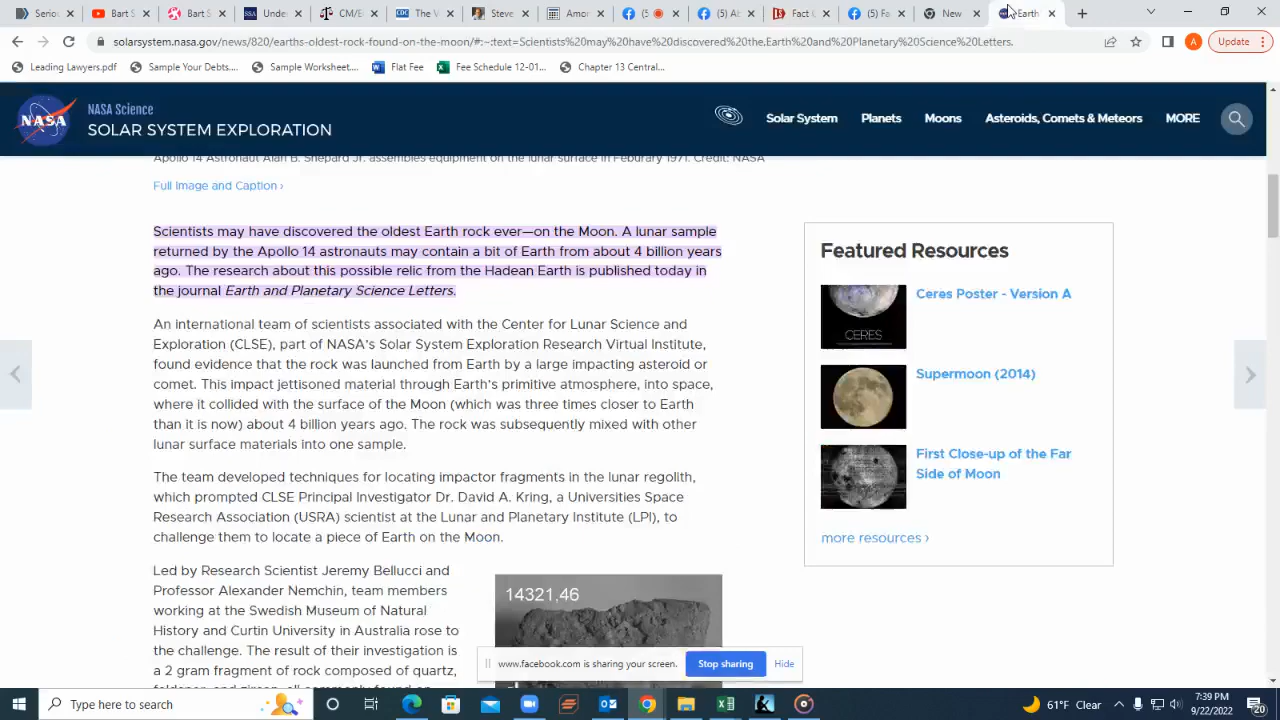 Serio
Bart S
Bart S
Unde
CM/E
The V
Steve
Amor
(5)
(5) A
Fact (
(5) Fa
New
Earth
solarsystem.nasa.gov/news/820/earths-oldest-rock-found-on-the-moon/#:~:text=Scientists%20may%20have%20discovered%20the,Earth%20and%20Planetary%20Science%20Letters.
A
Update
Leading Lawyers.pdf
Sample Your Debts....
Sample Worksheet....
Flat Fee
Fee Schedule 12-01...
Chapter 13 Central...
NASA
NASA Science
SOLAR SYSTEM EXPLORATION
Solar System
Planets
Moons
Asteroids, Comets & Meteors
MORE
Apollo 14 Astronaut Alan B. Shepard Jr. assembles equipment on the lunar surface in Feburary 1971. Credit: NASA
Full Image and Caption ›
Scientists may have discovered the oldest Earth rock ever—on the Moon. A lunar sample
returned by the Apollo 14 astronauts may contain a bit of Earth from about 4 billion years
ago. The research about this possible relic from the Hadean Earth is published today in
the journal Earth and Planetary Science Letters.
An international team of scientists associated with the Center for Lunar Science and
Exploration (CLSE), part of NASA's Solar System Exploration Research Virtual Institute,
found evidence that the rock was launched from Earth by a large impacting asteroid or
comet. This impact jettisoned material through Earth's primitive atmosphere, into space,
where it collided with the surface of the Moon (which was three times closer to Earth
than it is now) about 4 billion years ago. The rock was subsequently mixed with other
lunar surface materials into one sample.
The team developed techniques for locating impactor fragments in the lunar regolith,
which prompted CLSE Principal Investigator Dr. David A. Kring, a Universities Space
Research Association (USRA) scientist at the Lunar and Planetary Institute (LPI), to
challenge them to locate a piece of Earth on the Moon.
Led by Research Scientist Jeremy Bellucci and
Professor Alexander Nemchin, team members
working at the Swedish Museum of Natural
History and Curtin University in Australia rose to
the challenge. The result of their investigation is
a 2 gram fragment of rock composed of quartz,
14321,46
Featured Resources
Ceres Poster - Version A
CERES
Supermoon (2014)
First Close-up of the Far
Side of Moon
more resources ›
www.facebook.com is sharing your screen.
Stop sharing
Hide
Type here to search
61°F Clear
7:39 PM
9/22/2022
20